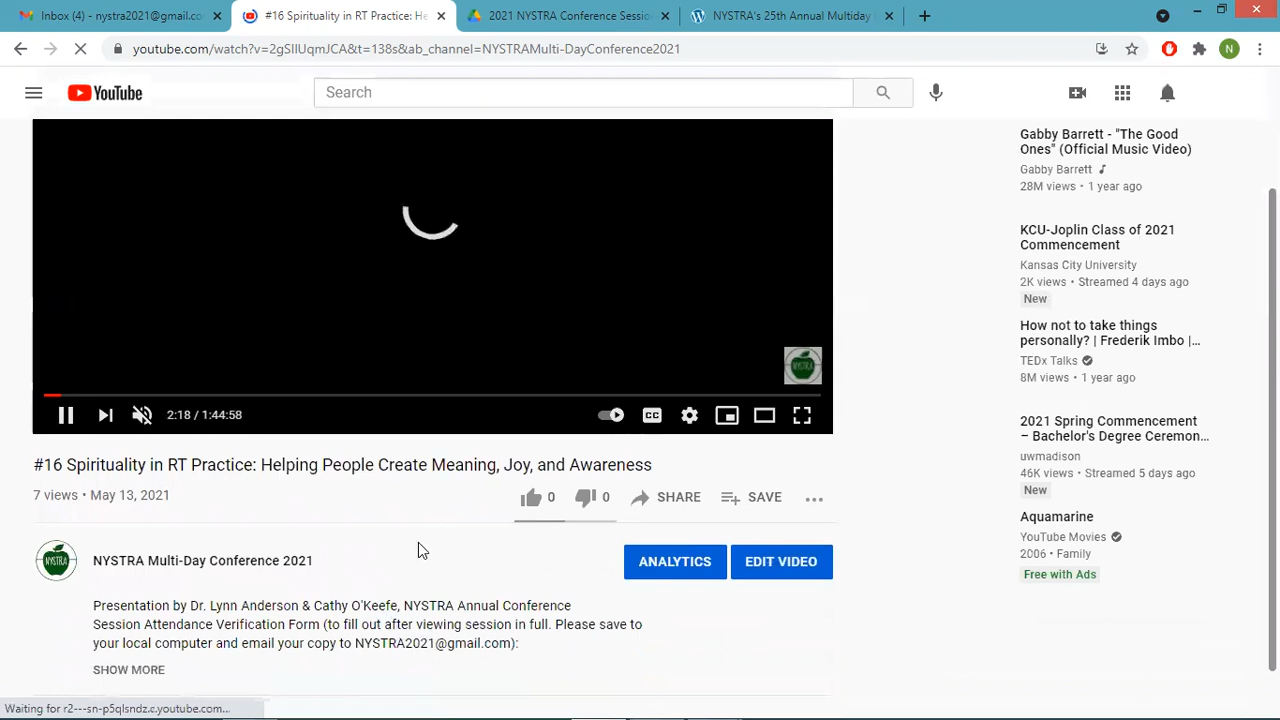 Inbox (4) - nystra2021@gmail.co
#16 Spirituality in RT Practice: He
2021 NYSTRA Conference Sessio
NYSTRA's 25th Annual Multiday
youtube.com/watch?v=2gSIlUqmJCA&t=138s&ab_channel=NYSTRAMulti-DayConference2021
N
YouTube
Search
NYSTRA
2:18 / 1:44:58
CC
#16 Spirituality in RT Practice: Helping People Create Meaning, Joy, and Awareness
7 views • May 13, 2021
0
0
SHARE
SAVE
NYSTRA
NYSTRA Multi-Day Conference 2021
ANALYTICS
EDIT VIDEO
Presentation by Dr. Lynn Anderson & Cathy O'Keefe, NYSTRA Annual Conference
Session Attendance Verification Form (to fill out after viewing session in full. Please save to
your local computer and email your copy to NYSTRA2021@gmail.com):
SHOW MORE
Gabby Barrett - "The Good
Ones" (Official Music Video)
Gabby Barrett
28M views • 1 year ago
KCU-Joplin Class of 2021
Commencement
Kansas City University
2K views • Streamed 4 days ago
New
How not to take things
personally? | Frederik Imbo |...
TEDx Talks
8M views • 1 year ago
2021 Spring Commencement
– Bachelor's Degree Ceremon...
uwmadison
46K views • Streamed 5 days ago
New
Aquamarine
YouTube Movies
2006 • Family
Free with Ads
Waiting for r2---sn-p5qlsndz.c.youtube.com...